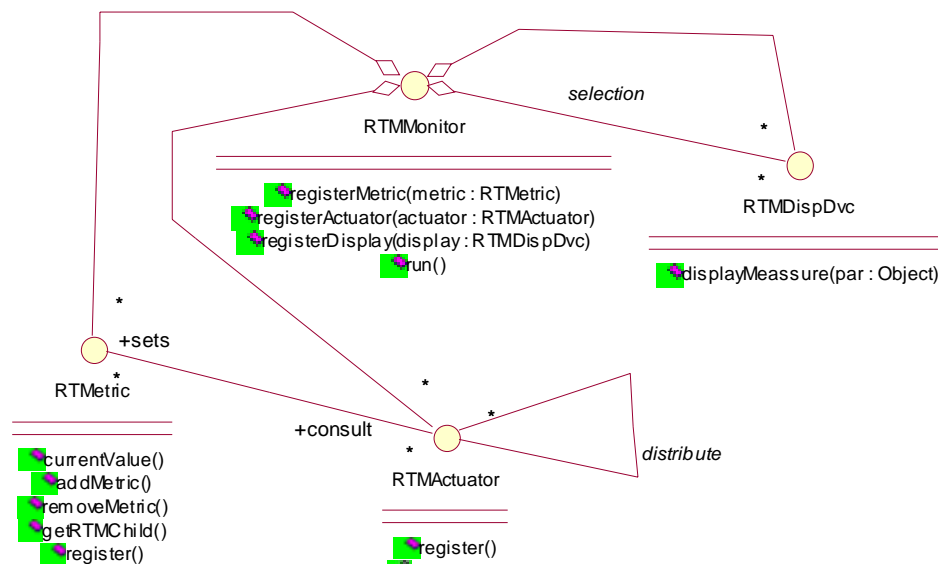 selection
*
RTMMonitor
*
RTMDispDvc
registerMetric(metric : RTMetric)
registerActuator(actuator : RTMActuator)
registerDisplay(display : RTMDispDvc)
run()
displayMeassure(par : Object)
*
+sets
*
RTMetric
*
*
+consult
*
distribute
RTMActuator
currentValue()
addMetric()
removeMetric()
getRTMChild()
register()
register()